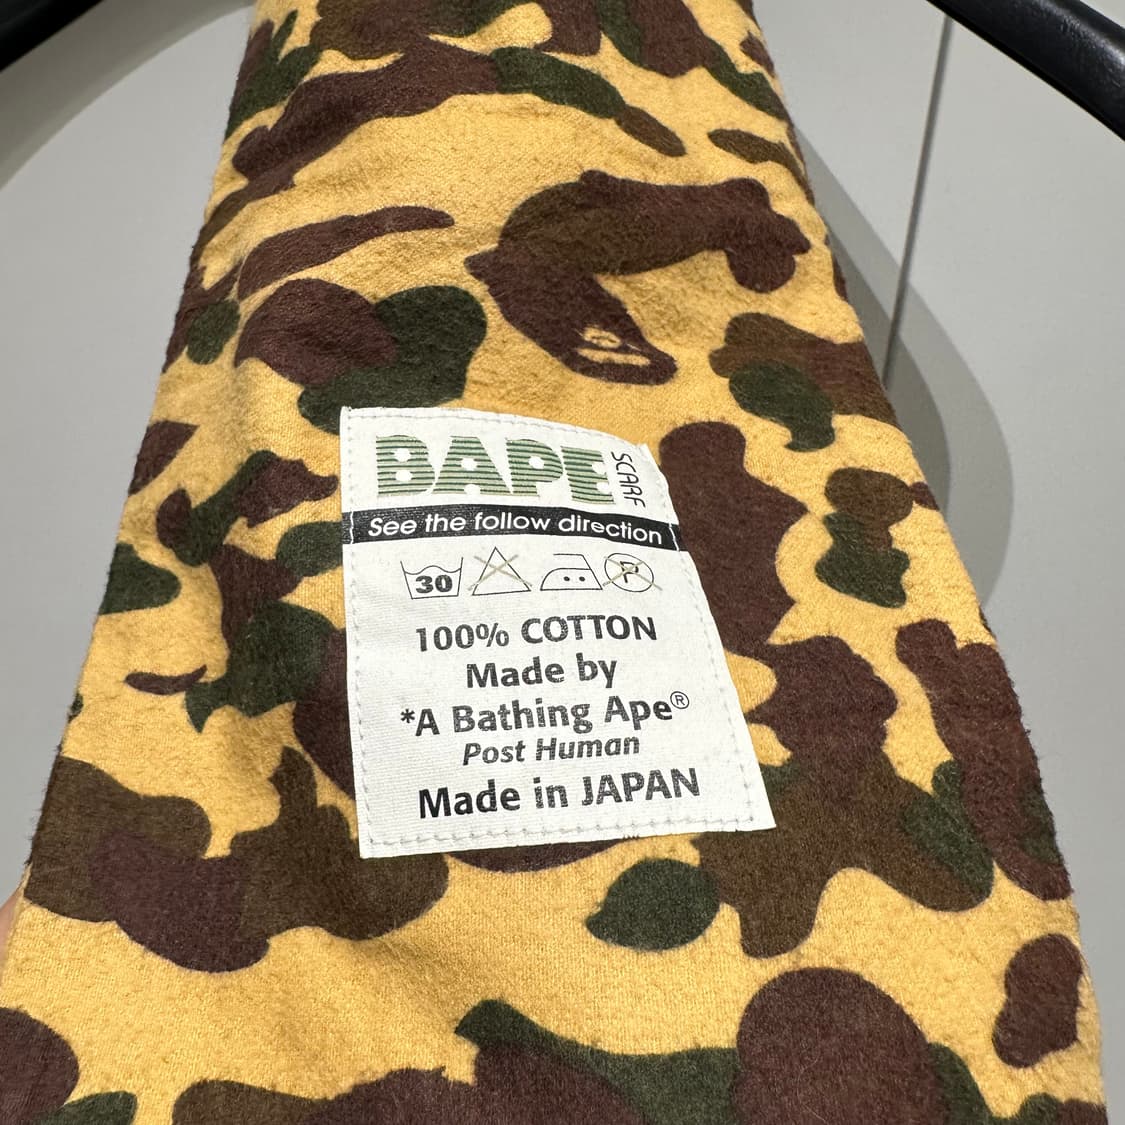 BAPE
SCARF
See the follow direction
30
P
100% COTTON
Made by
*A Bathing Ape®
Post Human
Made in JAPAN